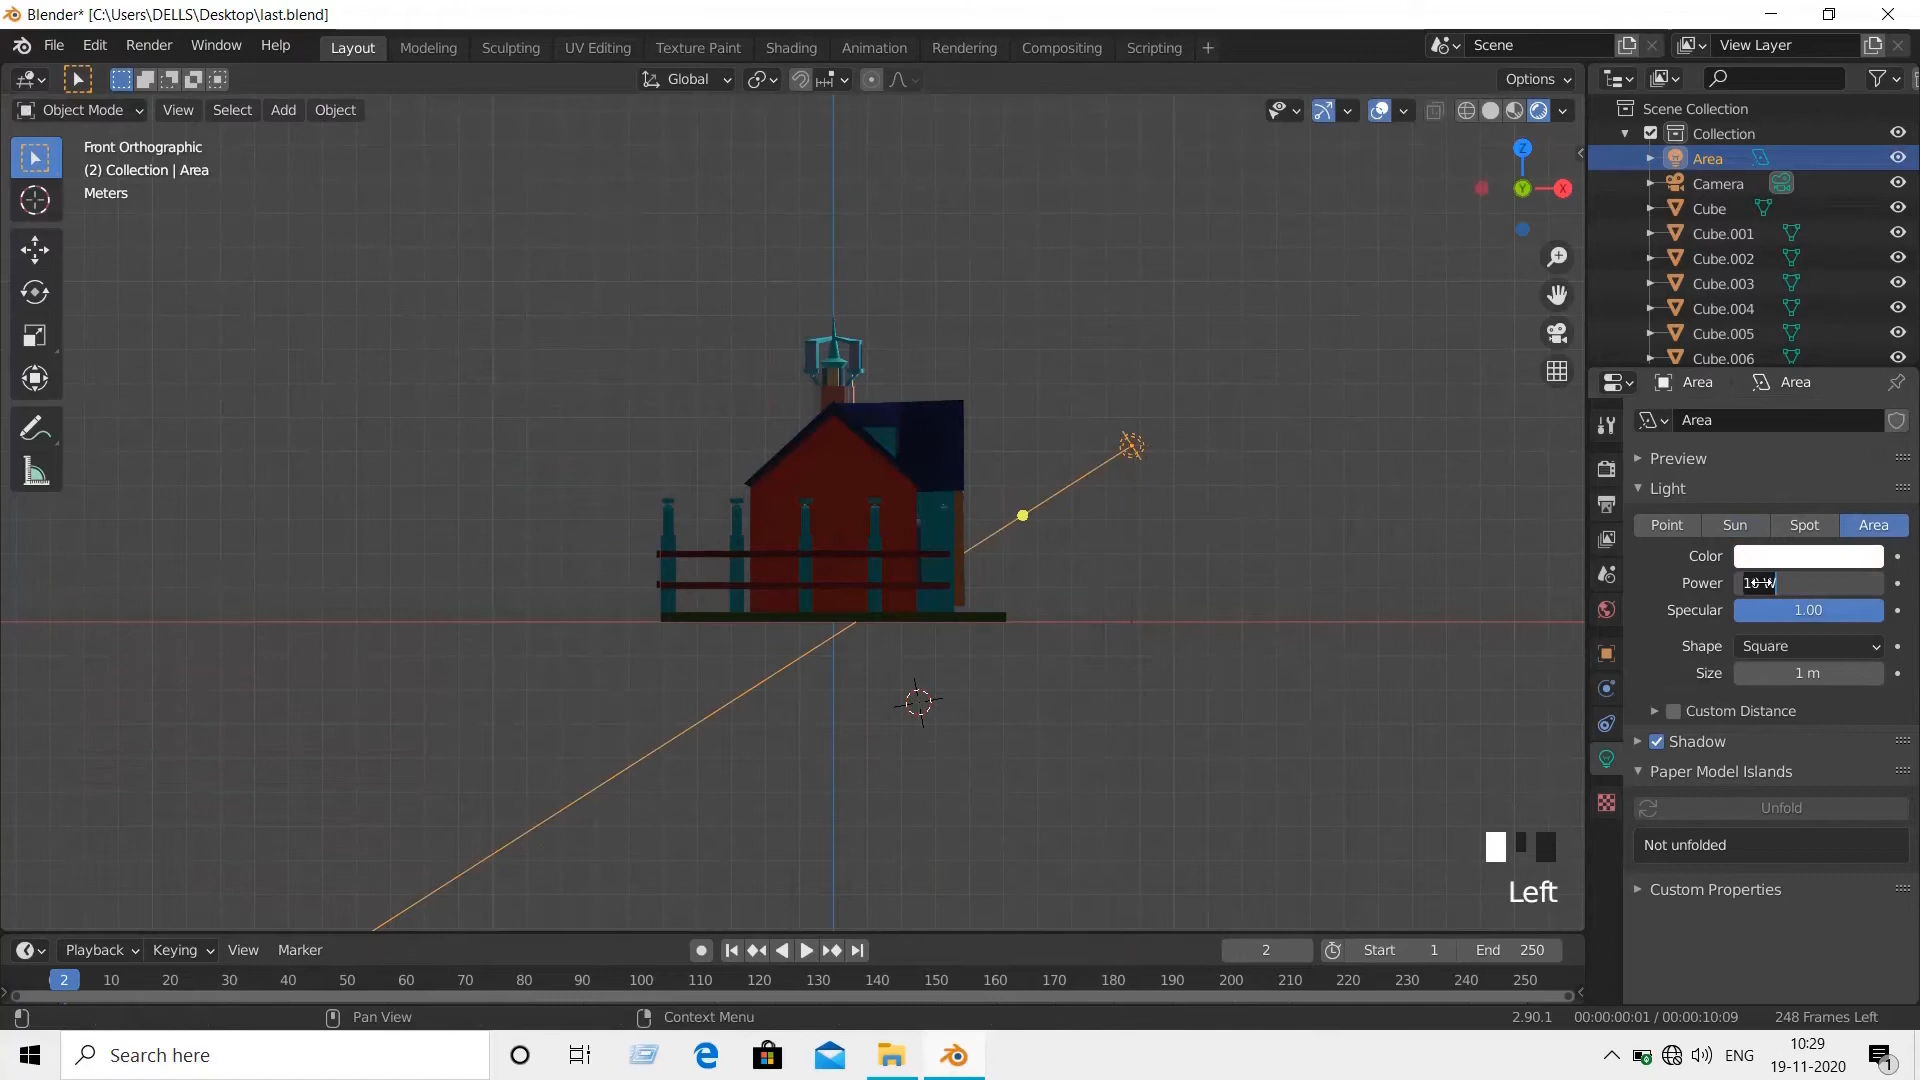 Blender* [C:\Users\DELLS\Desktop\last.blend]
File Edit Render Window Help Layout Modeling Sculpting UV Editing Texture Paint Shading Animation Rendering Compositing Scripting + Scene View Layer
Global Options
Object Mode View Select Add Object
Front Orthographic
(2) Collection | Area
Meters
Z
Y
X
Scene Collection
Collection
Area
Camera
Cube
Cube.001
Cube.002
Cube.003
Cube.004
Cube.005
Cube.006
Area Area
Area
Preview
Light
Point Sun Spot Area
Color
Power
Specular 1.00
Shape Square
Size 1 m
Custom Distance
Shadow
Paper Model Islands
Unfold
Not unfolded
Custom Properties
Left
Playback Keying View Marker 2 Start 1 End 250
2 10 20 30 40 50 60 70 80 90 100 110 120 130 140 150 160 170 180 190 200 210 220 230 240 250
Pan View Context Menu 2.90.1 00:00:00:01 / 00:00:10:09 248 Frames Left
Search here ENG 10:29
19-11-2020
1